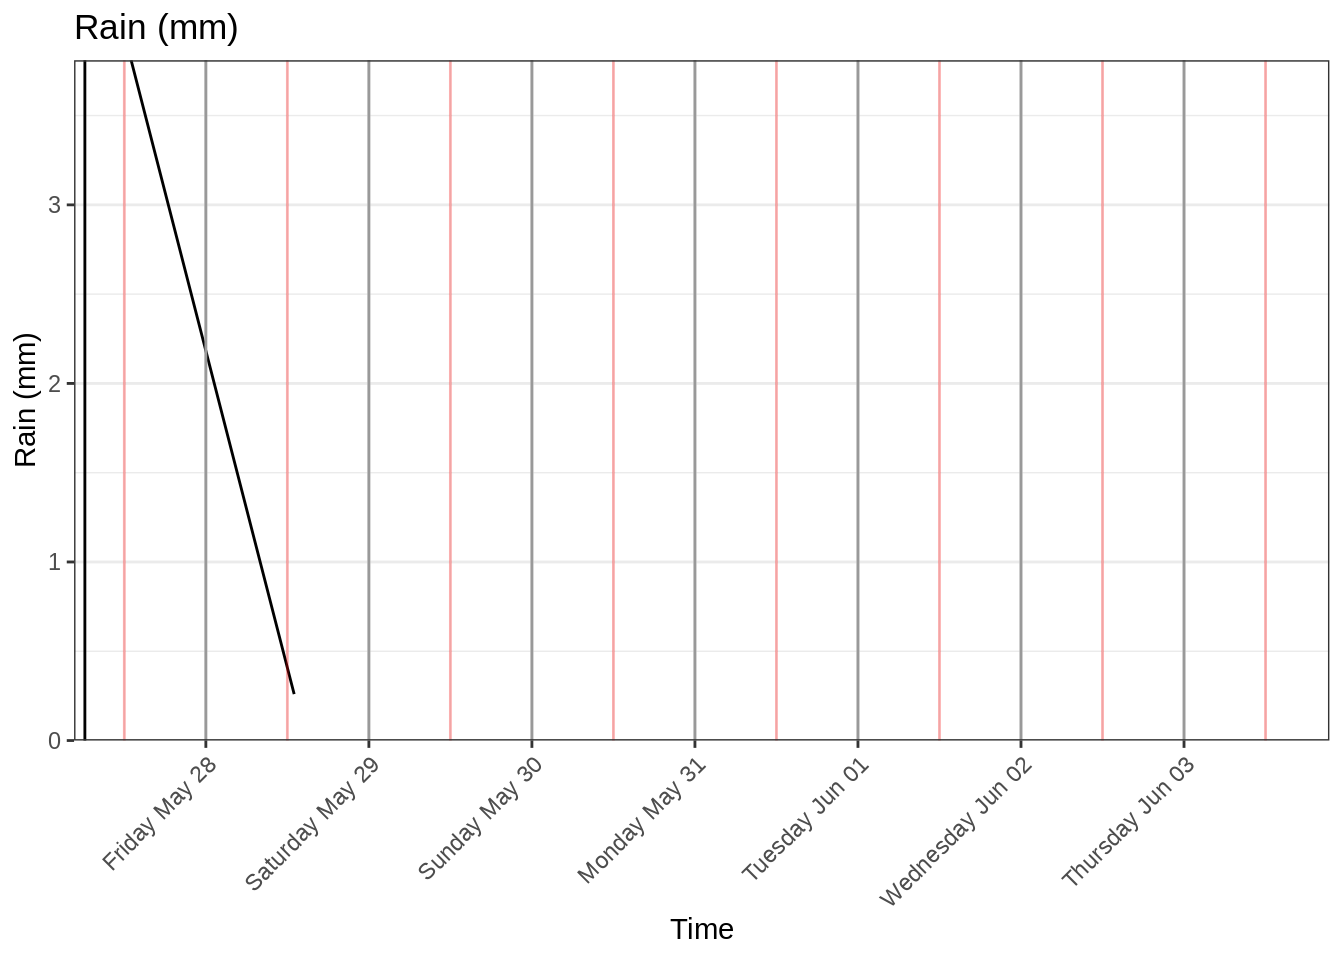 Rain (mm)
Rain (mm)
3
2
1
0
Friday May 28
Saturday May 29
Sunday May 30
Monday May 31
Tuesday Jun 01
Wednesday Jun 02
Thursday Jun 03
Time